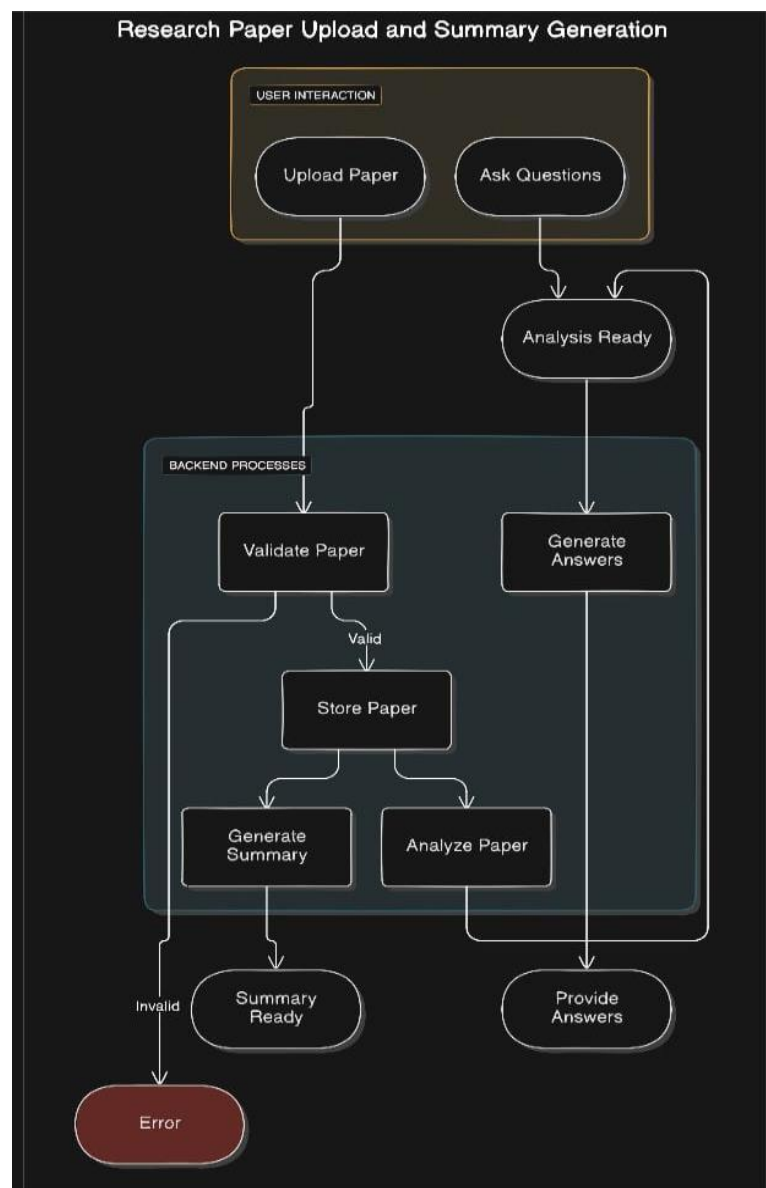 Research Paper Upload and Summary Generation
USER INTERACTION
Upload Paper
Ask Questions
Analysis Ready
BACKEND PROCESSES
Validate Paper
Generate
Answers
Valid
Store Paper
Generate
Summary
Analyze Paper
Invalid
Summary
Ready
Provide
Answers
Error